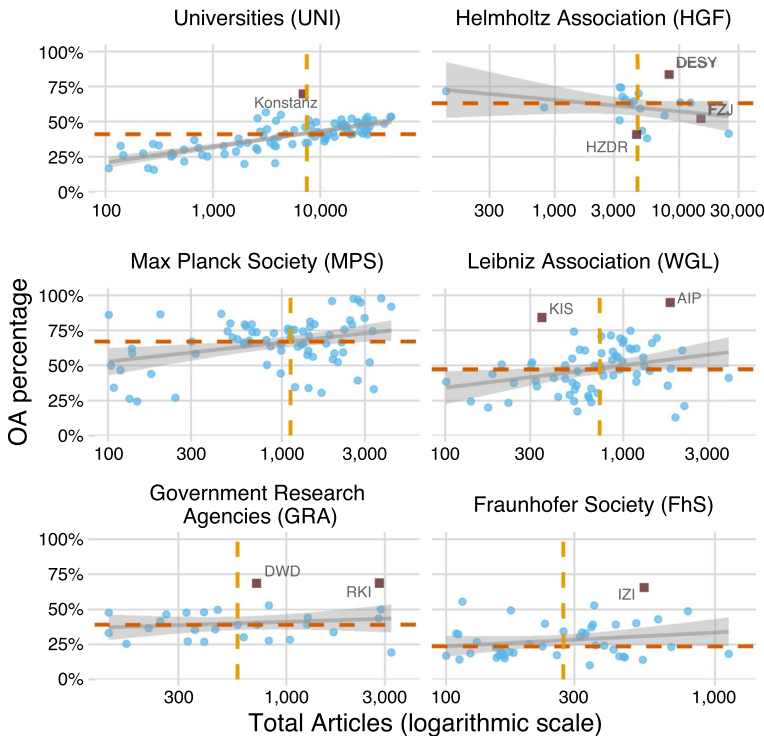 Universities (UNI)
Helmholtz Association (HGF)
100%
75%
50%
25%
0%
Konstanz
DESY
FZJ
HZDR
100
1,000
10,000
300
1,000
3,000
10,000
30,000
Max Planck Society (MPS)
Leibniz Association (WGL)
100%
75%
50%
25%
0%
KIS
AIP
100
300
1,000
3,000
100
300
1,000
3,000
OA percentage
Government Research
Agencies (GRA)
Fraunhofer Society (FhS)
100%
75%
50%
25%
0%
DWD
RKI
IZI
300
1,000
3,000
100
300
1,000
Total Articles (logarithmic scale)